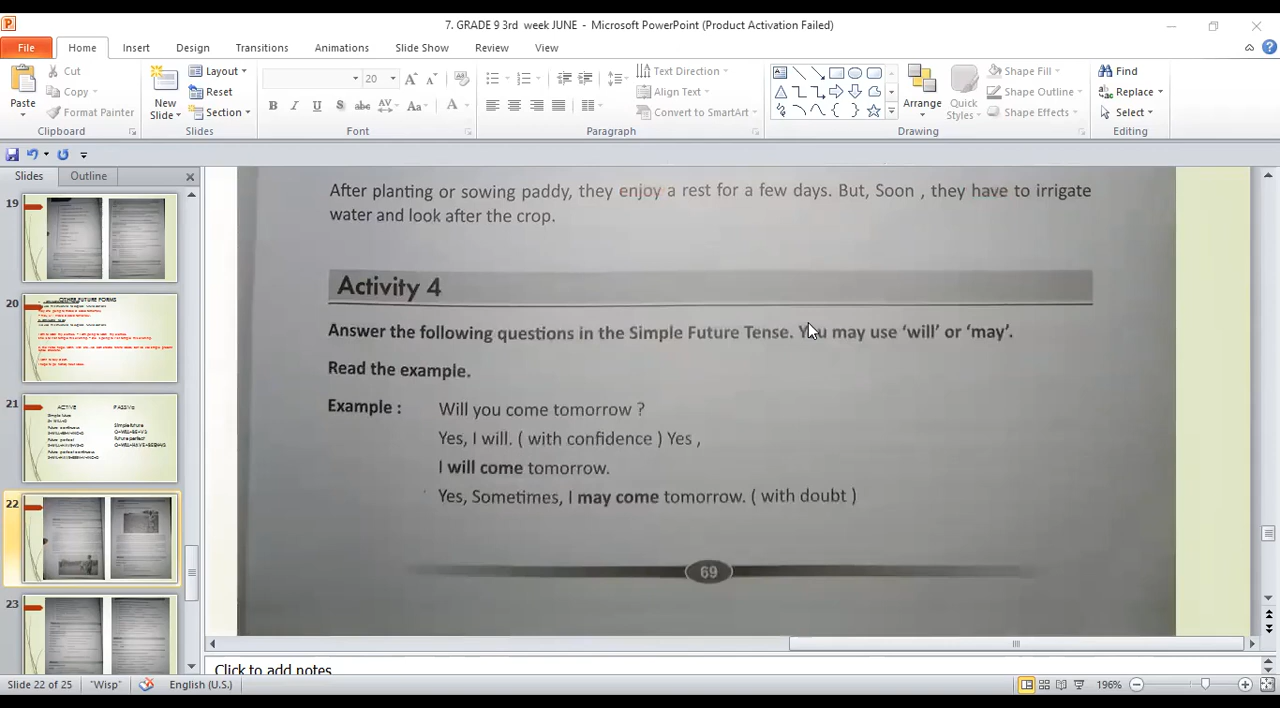 7. GRADE 9 3rd week JUNE - Microsoft PowerPoint (Product Activation Failed)
File Home Insert Design Transitions Animations Slide Show Review View
Cut Layout 20 Text Direction Shape Fill Find
Copy Reset Align Text Shape Outline Replace
Paste Format Painter New Slide Section Convert to SmartArt Arrange Quick Styles Shape Effects Select
Clipboard Slides Font Paragraph Drawing Editing
Slides Outline
After planting or sowing paddy, they enjoy a rest for a few days. But, Soon , they have to irrigate
water and look after the crop.
Activity 4
Answer the following questions in the Simple Future Tense. You may use ‘will’ or ‘may’.
Read the example.
Example : Will you come tomorrow ?
Yes, I will. ( with confidence ) Yes ,
I will come tomorrow.
Yes, Sometimes, I may come tomorrow. ( with doubt )
69
19
20
OTHER FUTURE FORMS
21
ACTIVE
22
23
Click to add notes
Slide 22 of 25 "Wisp" English (U.S.) 196%